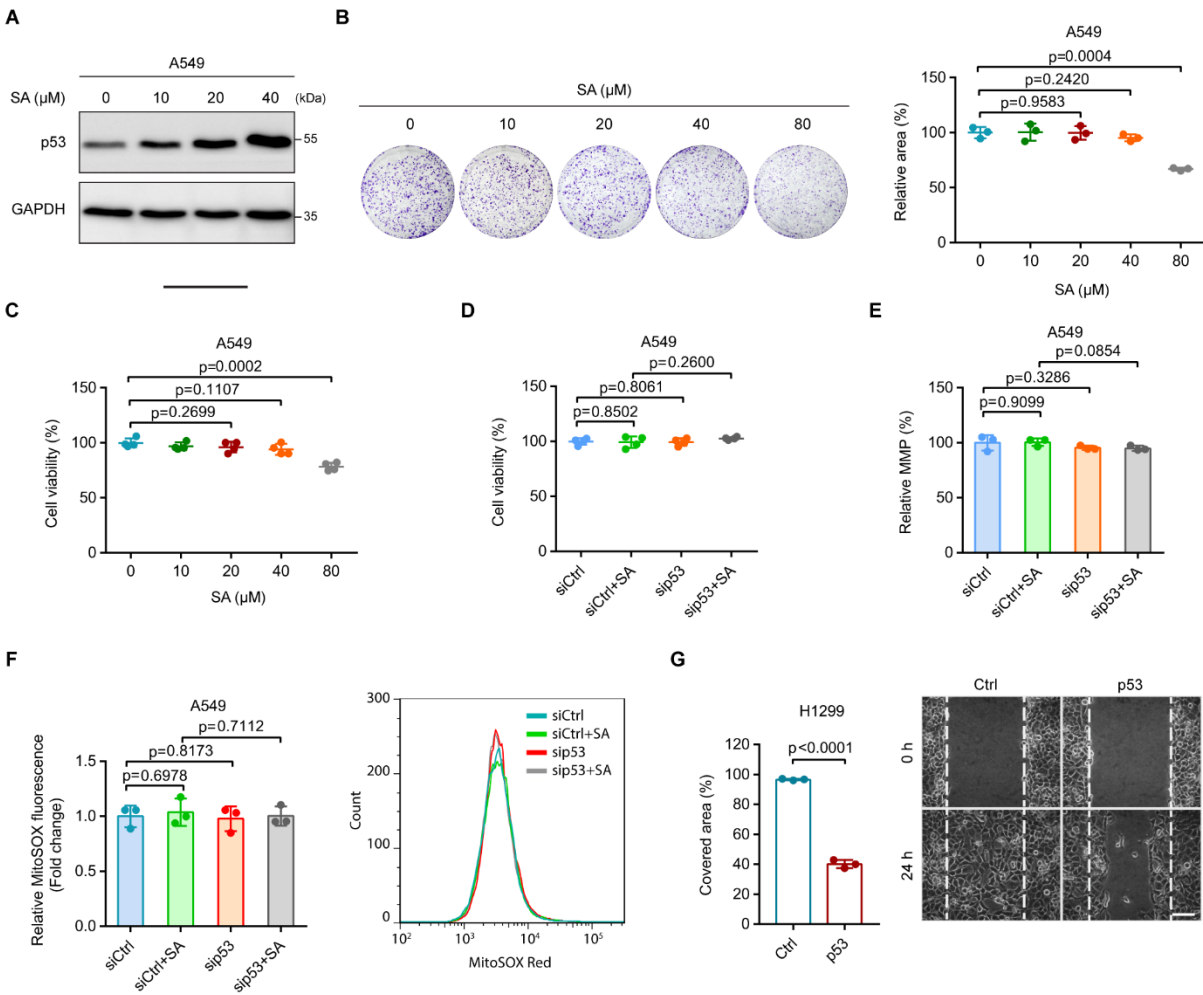 A
A549
SA (µM)
0 10 20 40 (kDa)
p53
55
GAPDH
35
B
SA (µM)
0 10 20 40 80
A549
p=0.0004
p=0.2420
p=0.9583
150
100
50
0
Relative area (%)
0 10 20 40 80
SA (µM)
C
A549
p=0.0002
p=0.1107
p=0.2699
150
100
50
0
Cell viability (%)
0 10 20 40 80
SA (µM)
D
A549
p=0.2600
p=0.8061
p=0.8502
150
100
50
0
Cell viability (%)
siCtrl siCtrl+SA sip53 sip53+SA
E
A549
p=0.0854
p=0.3286
p=0.9099
150
100
50
0
Relative MMP (%)
siCtrl siCtrl+SA sip53 sip53+SA
F
A549
p=0.7112
p=0.8173
p=0.6978
1.5
1.0
0.5
0.0
Relative MitoSOX fluorescence
(Fold change)
siCtrl siCtrl+SA sip53 sip53+SA
300
200
100
0
Count
siCtrl
siCtrl+SA
sip53
sip53+SA
10² 10³ 10⁴ 10⁵
MitoSOX Red
G
H1299
p<0.0001
120
100
80
60
40
20
0
Covered area (%)
Ctrl p53
Ctrl p53
0 h
24 h